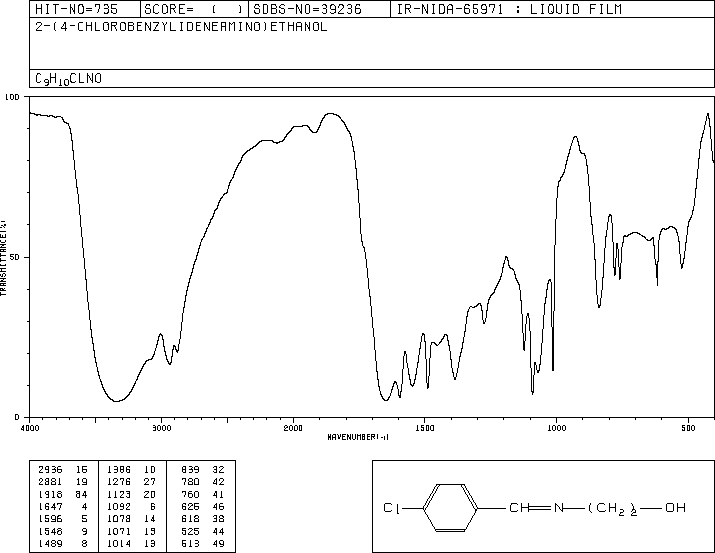 HIT-NO=735 SCORE= ( ) SDBS-NO=39236 IR-NIDA-65971 : LIQUID FILM
2-(4-CHLOROBENZYLIDENEAMINO)ETHANOL
C9H10CLNO
100
50
0
TRANSMITTANCE(%)
4000 3000 2000 1500 1000 500
WAVENUMBER(-1)
2936 16 1386 10 839 32
2881 19 1276 27 780 42
1918 84 1123 20 760 41
1647 4 1092 6 625 46
1596 5 1078 14 618 38
1546 9 1071 15 525 44
1489 8 1014 13 513 49
Cl CH=N—(CH2)2—OH